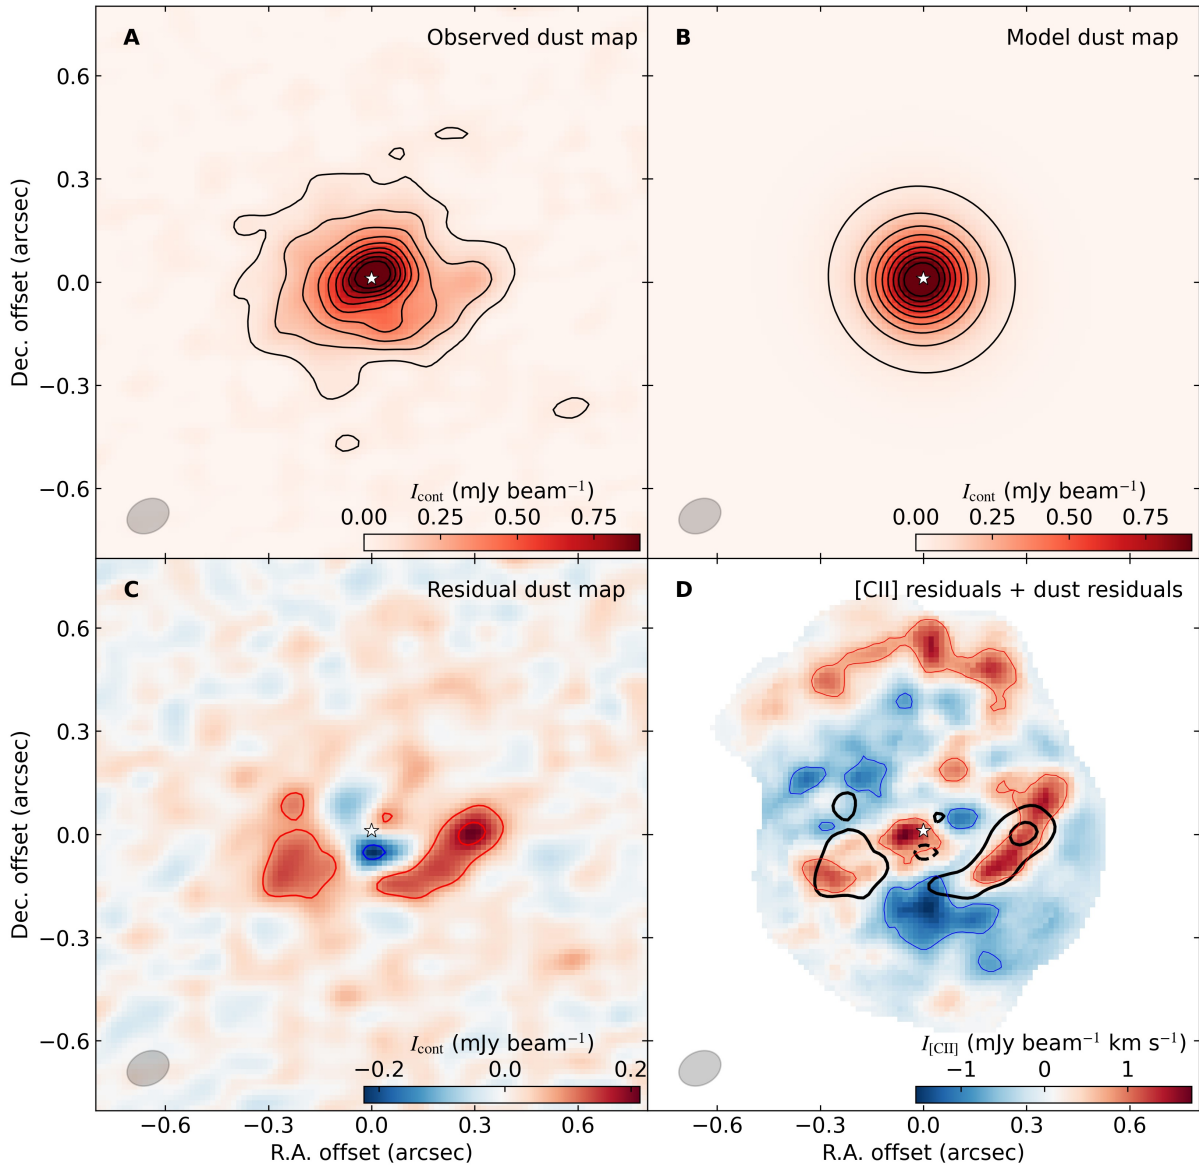 A Observed dust map
0.6
0.3
0.0
−0.3
−0.6
Dec. offset (arcsec)
I_cont (mJy beam⁻¹)
0.00 0.25 0.50 0.75
B Model dust map
I_cont (mJy beam⁻¹)
0.00 0.25 0.50 0.75
C Residual dust map
0.6
0.3
0.0
−0.3
−0.6
Dec. offset (arcsec)
I_cont (mJy beam⁻¹)
−0.2 0.0 0.2
−0.6 −0.3 0.0 0.3 0.6
R.A. offset (arcsec)
D [CII] residuals + dust residuals
I_[CII] (mJy beam⁻¹ km s⁻¹)
−1 0 1
−0.6 −0.3 0.0 0.3 0.6
R.A. offset (arcsec)